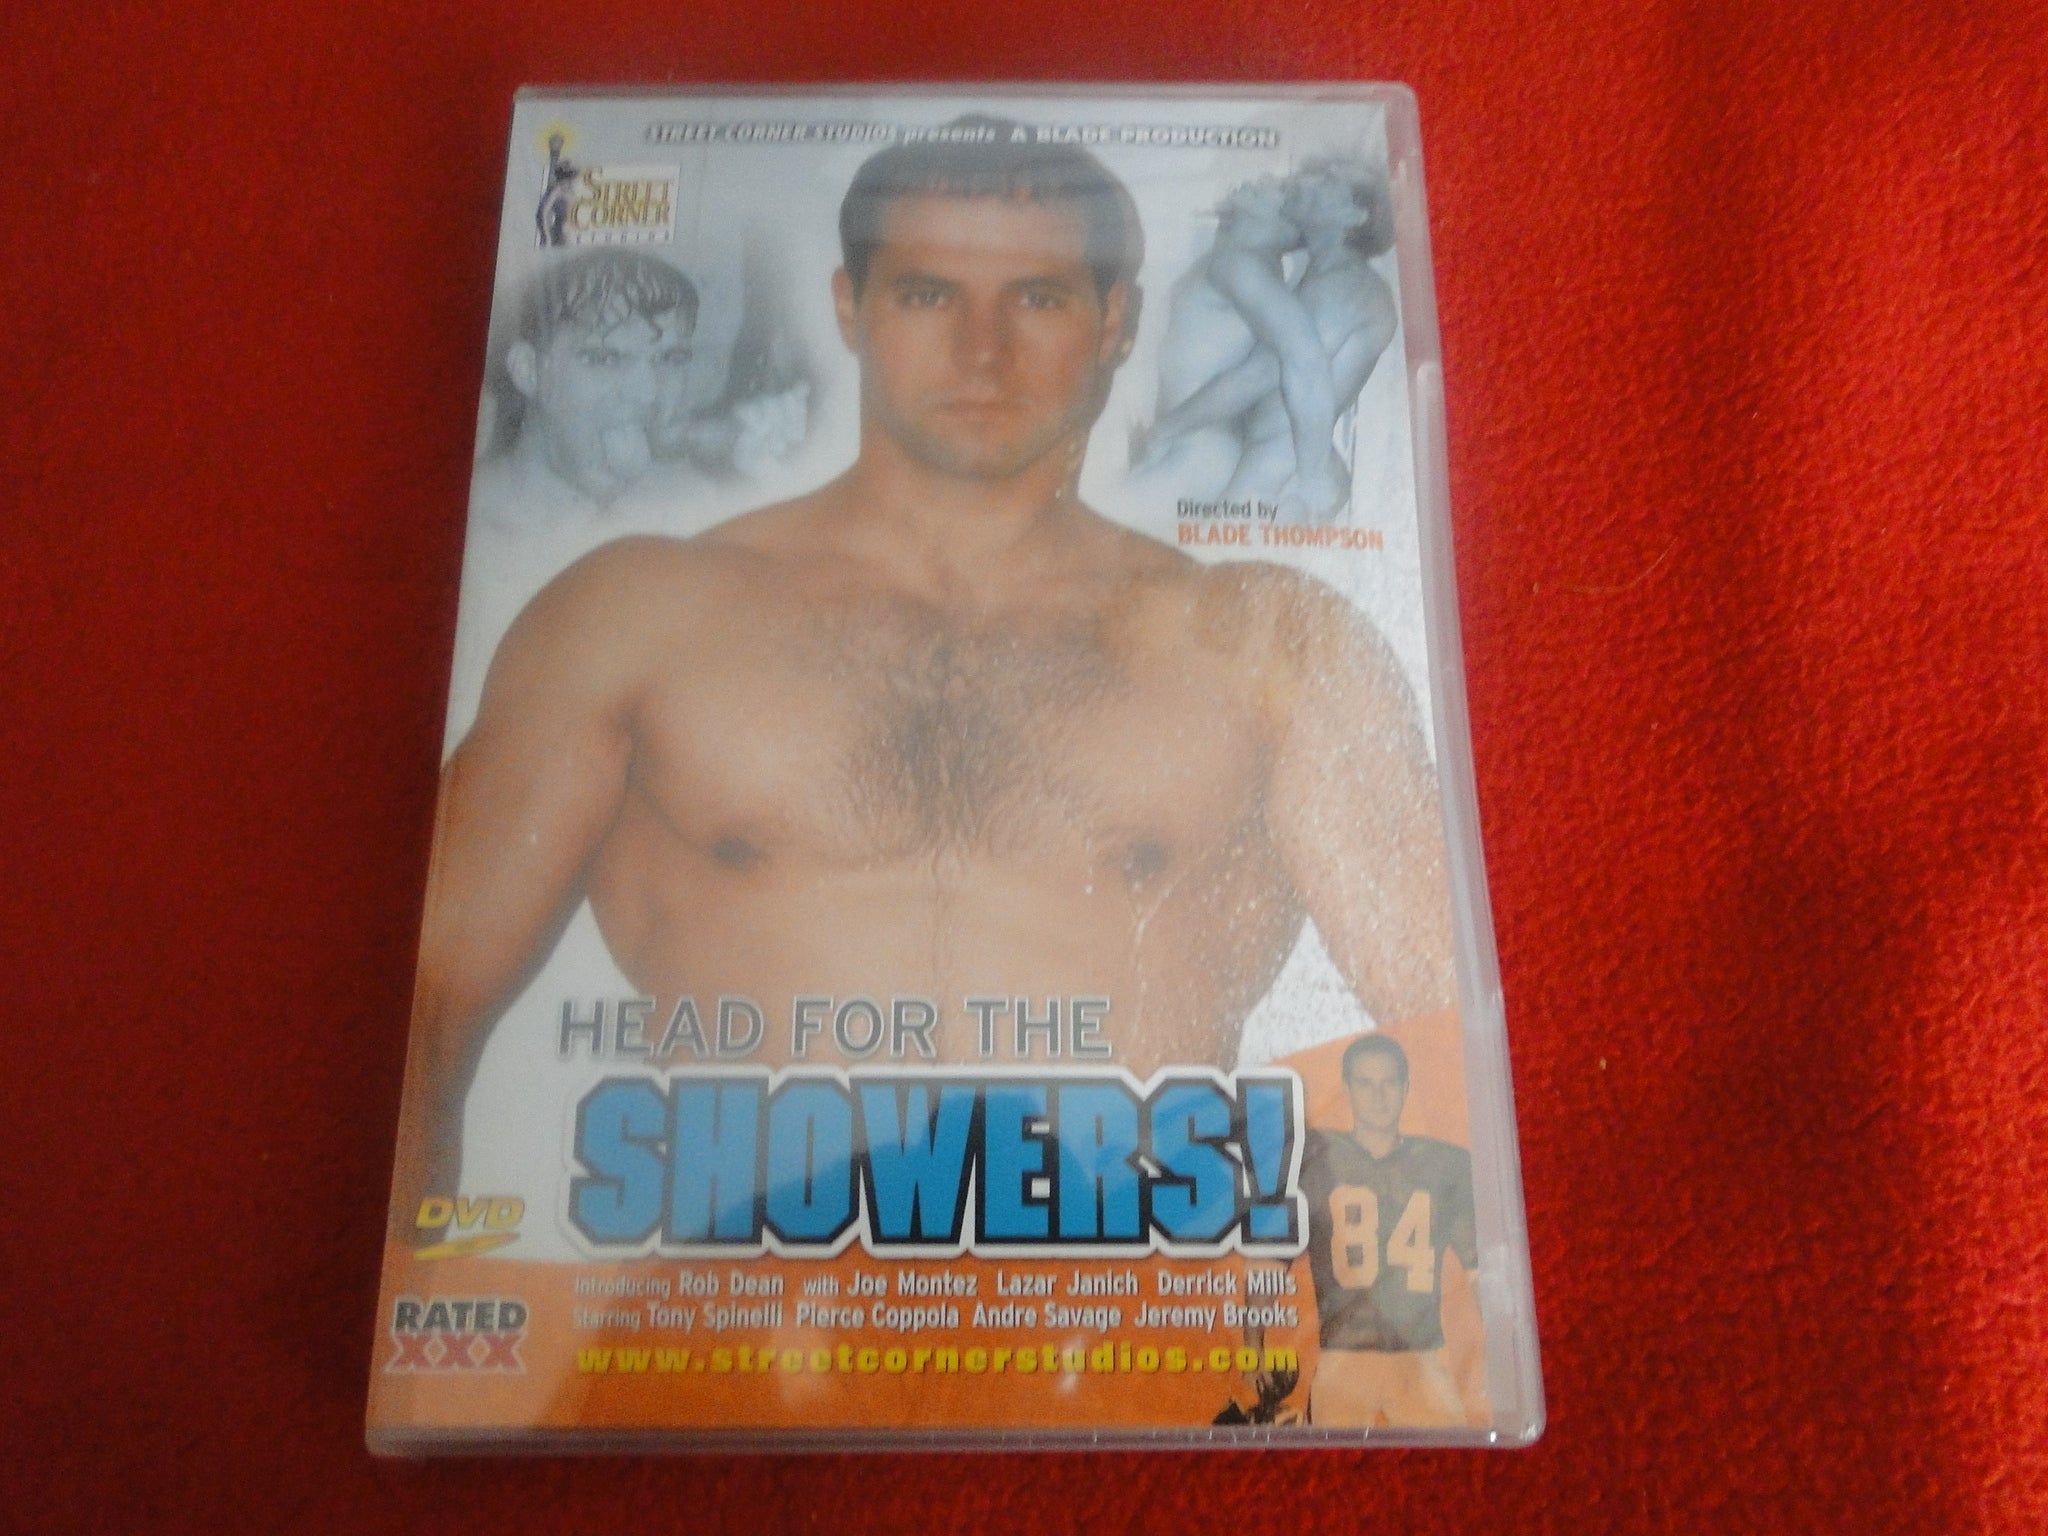 STREET CORNER STUDIOS presents A BLADE PRODUCTION
STREET
CORNER
STUDIOS
Directed by
BLADE THOMPSON
HEAD FOR THE
SHOWERS!
84
DVD
Introducing Rob Dean with Joe Montez Lazar Janich Derrick Mills
Starring Tony Spinelli Pierce Coppola Andre Savage Jeremy Brooks
RATED
XXX
www.streetcornerstudios.com